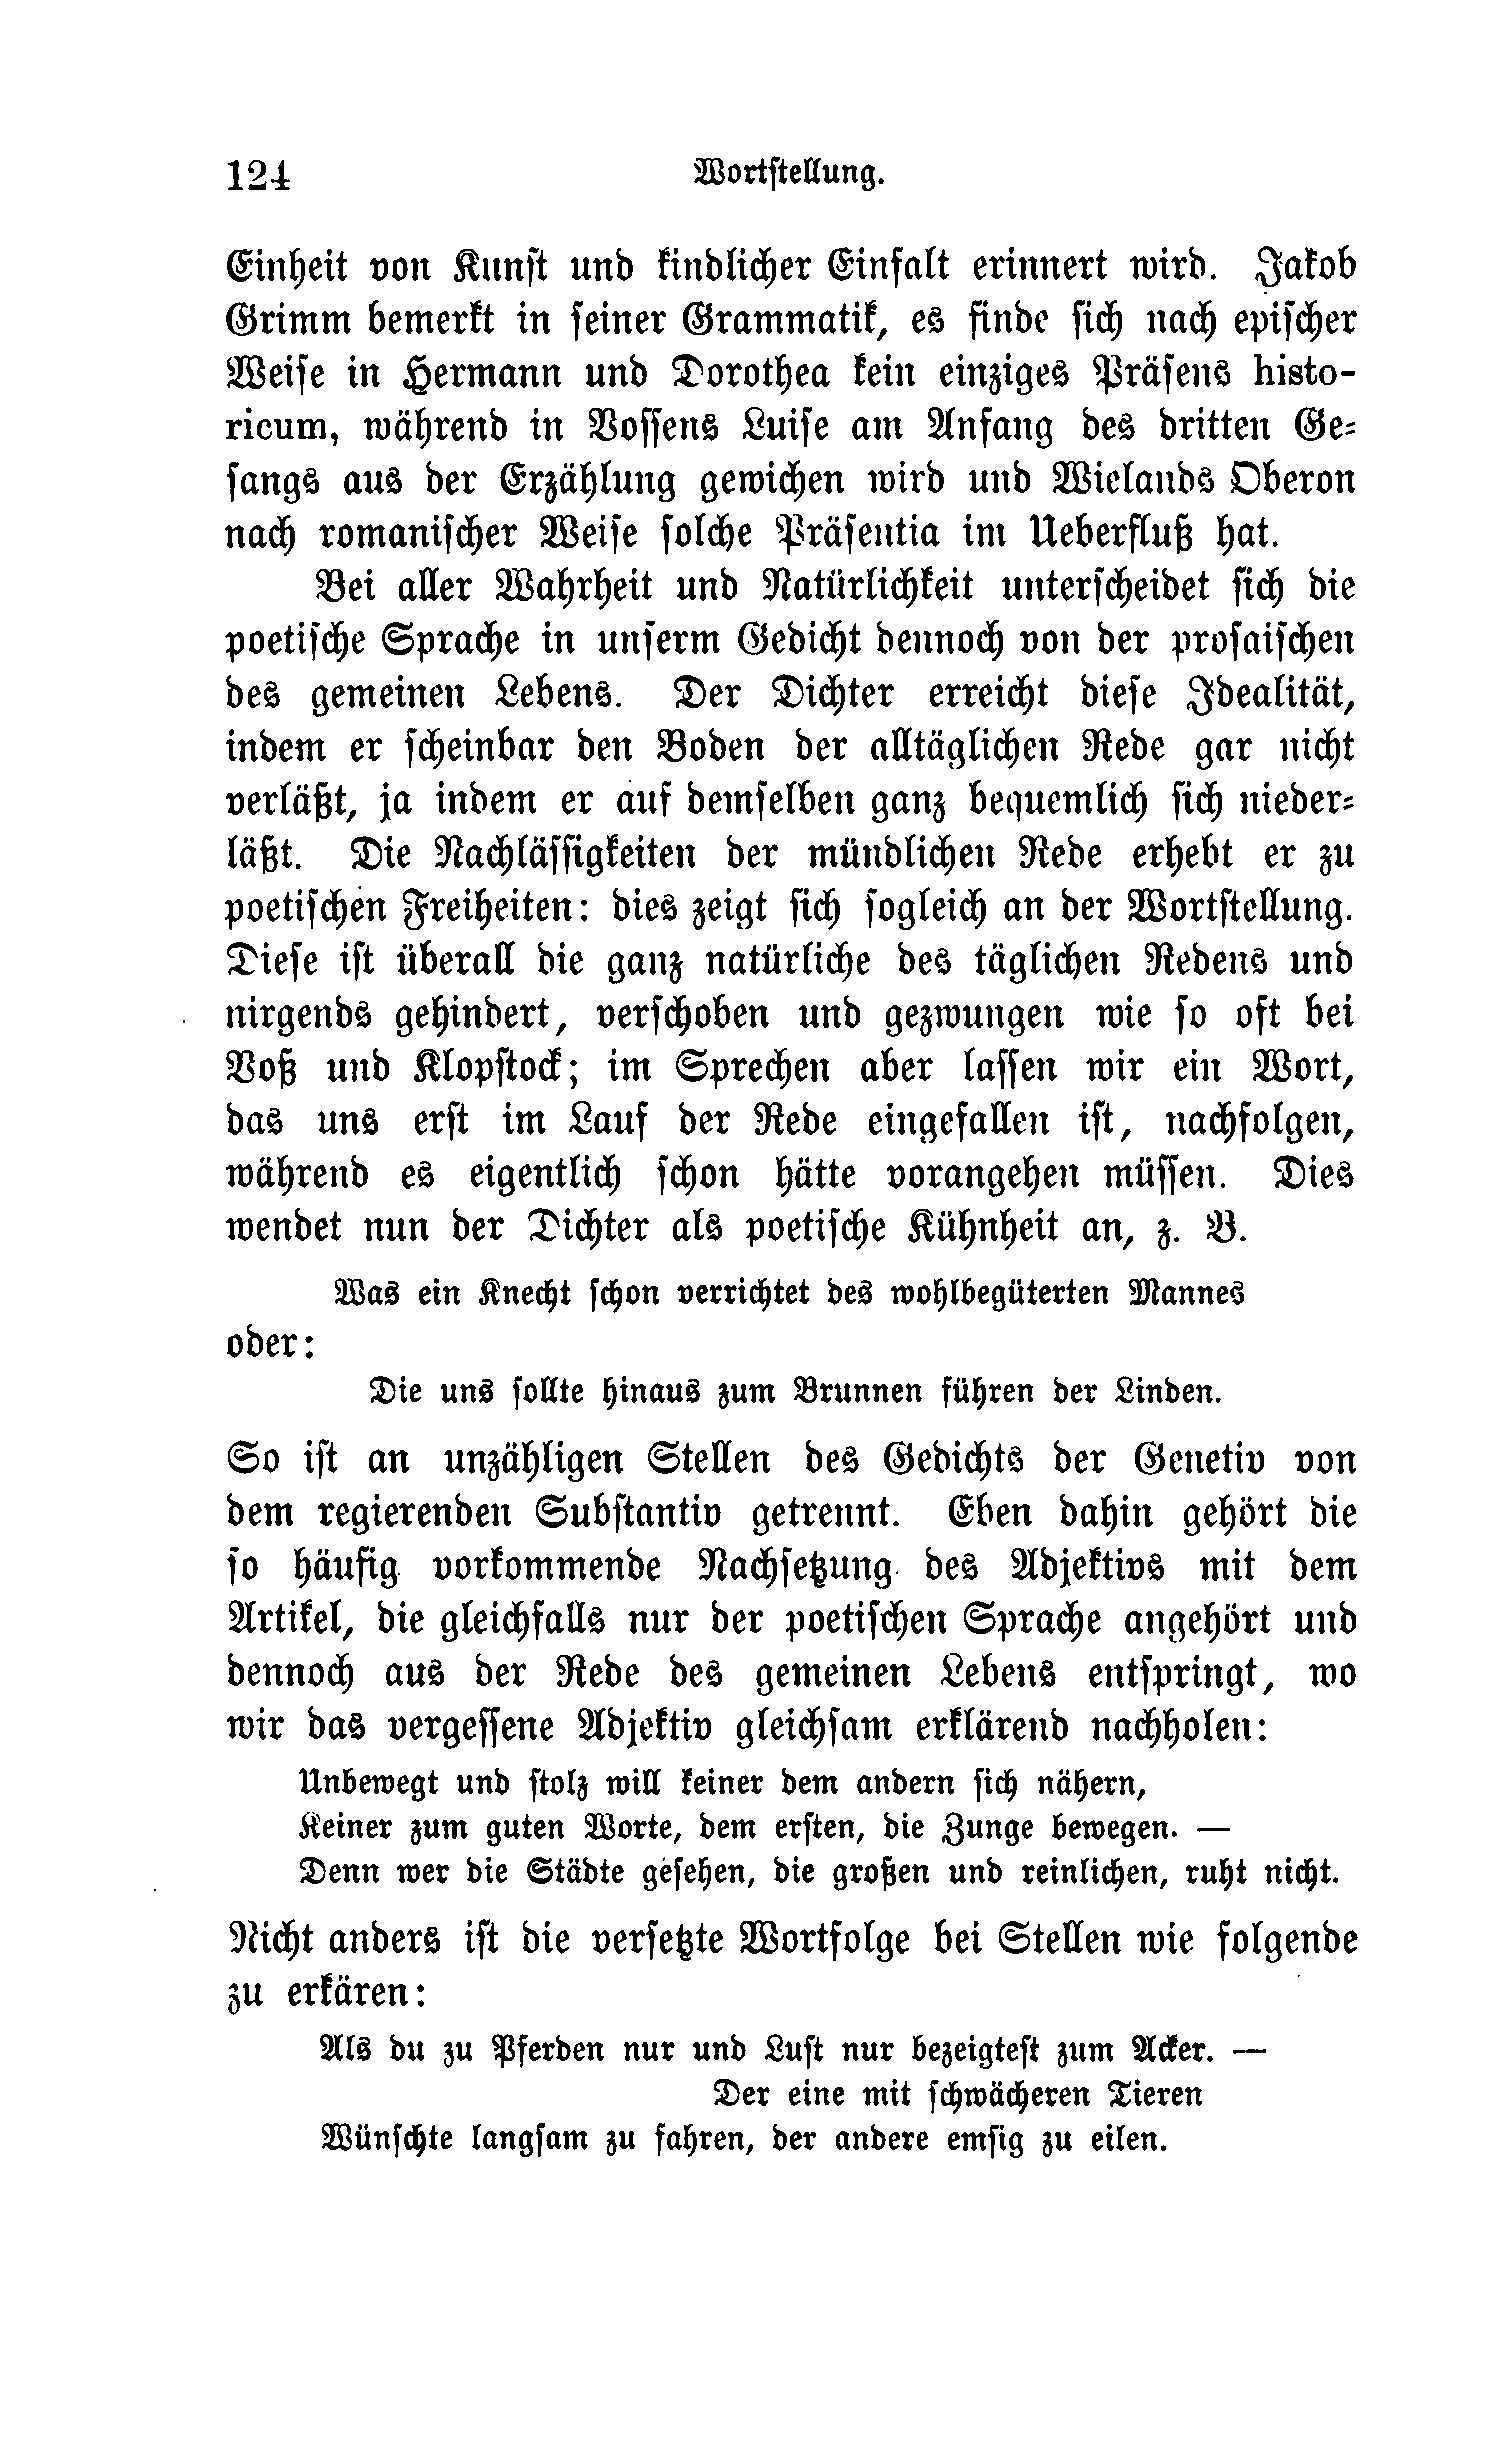 124 Wortſtellung.
Einheit von Kunſt und kindlicher Einfalt erinnert wird. Jakob
Grimm bemerkt in ſeiner Grammatik, es finde ſich nach epiſcher
Weiſe in Hermann und Dorothea kein einziges Präſens histo-
ricum, während in Voſſens Luiſe am Anfang des dritten Ge-
ſangs aus der Erzählung gewichen wird und Wielands Oberon
nach romaniſcher Weiſe ſolche Präſentia im Ueberfluß hat.
Bei aller Wahrheit und Natürlichkeit unterſcheidet ſich die
poetiſche Sprache in unſerm Gedicht dennoch von der proſaiſchen
des gemeinen Lebens. Der Dichter erreicht dieſe Idealität,
indem er ſcheinbar den Boden der alltäglichen Rede gar nicht
verläßt, ja indem er auf demſelben ganz bequemlich ſich nieder-
läßt. Die Nachläſſigkeiten der mündlichen Rede erhebt er zu
poetiſchen Freiheiten: dies zeigt ſich ſogleich an der Wortſtellung.
Dieſe iſt überall die ganz natürliche des täglichen Redens und
nirgends gehindert, verſchoben und gezwungen wie ſo oft bei
Voß und Klopſtock; im Sprechen aber laſſen wir ein Wort,
das uns erſt im Lauf der Rede eingefallen iſt, nachfolgen,
während es eigentlich ſchon hätte vorangehen müſſen. Dies
wendet nun der Dichter als poetiſche Kühnheit an, z. B.
Was ein Knecht ſchon verrichtet des wohlbegüterten Mannes
oder:
Die uns ſollte hinaus zum Brunnen führen der Linden.
So iſt an unzähligen Stellen des Gedichts der Genetiv von
dem regierenden Subſtantiv getrennt. Eben dahin gehört die
ſo häufig vorkommende Nachſetzung des Adjektivs mit dem
Artikel, die gleichfalls nur der poetiſchen Sprache angehört und
dennoch aus der Rede des gemeinen Lebens entſpringt, wo
wir das vergeſſene Adjektiv gleichſam erklärend nachholen:
Unbewegt und ſtolz will keiner dem andern ſich nähern,
Keiner zum guten Worte, dem erſten, die Zunge bewegen. —
Denn wer die Städte geſehen, die großen und reinlichen, ruht nicht.
Nicht anders iſt die verſetzte Wortfolge bei Stellen wie folgende
zu erkären:
Als du zu Pferden nur und Luſt nur bezeigteſt zum Acker. —
Der eine mit ſchwächeren Tieren
Wünſchte langſam zu fahren, der andere emſig zu eilen.